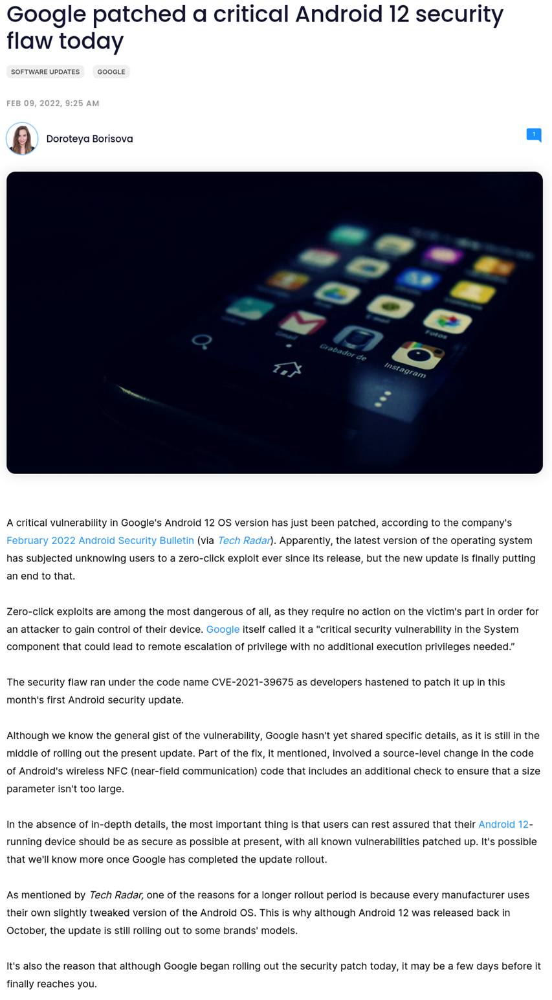 Google patched a critical Android 12 security
flaw today
SOFTWARE UPDATES GOOGLE
FEB 09, 2022, 9:25 AM
Doroteya Borisova
1
Fotos
Gmail
Grabador de
Instagram
A critical vulnerability in Google's Android 12 OS version has just been patched, according to the company's
February 2022 Android Security Bulletin (via Tech Radar). Apparently, the latest version of the operating system
has subjected unknowing users to a zero-click exploit ever since its release, but the new update is finally putting
an end to that.
Zero-click exploits are among the most dangerous of all, as they require no action on the victim's part in order for
an attacker to gain control of their device. Google itself called it a "critical security vulnerability in the System
component that could lead to remote escalation of privilege with no additional execution privileges needed.”
The security flaw ran under the code name CVE-2021-39675 as developers hastened to patch it up in this
month's first Android security update.
Although we know the general gist of the vulnerability, Google hasn't yet shared specific details, as it is still in the
middle of rolling out the present update. Part of the fix, it mentioned, involved a source-level change in the code
of Android's wireless NFC (near-field communication) code that includes an additional check to ensure that a size
parameter isn't too large.
In the absence of in-depth details, the most important thing is that users can rest assured that their Android 12-
running device should be as secure as possible at present, with all known vulnerabilities patched up. It's possible
that we'll know more once Google has completed the update rollout.
As mentioned by Tech Radar, one of the reasons for a longer rollout period is because every manufacturer uses
their own slightly tweaked version of the Android OS. This is why although Android 12 was released back in
October, the update is still rolling out to some brands' models.
It's also the reason that although Google began rolling out the security patch today, it may be a few days before it
finally reaches you.